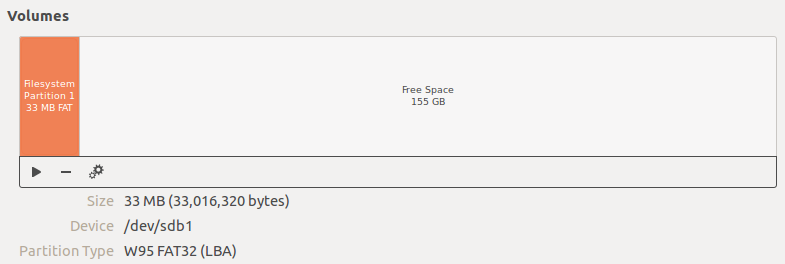 Volumes
Filesystem
Partition 1
33 MB FAT
Free Space
155 GB
Size 33 MB (33,016,320 bytes)
Device /dev/sdb1
Partition Type W95 FAT32 (LBA)